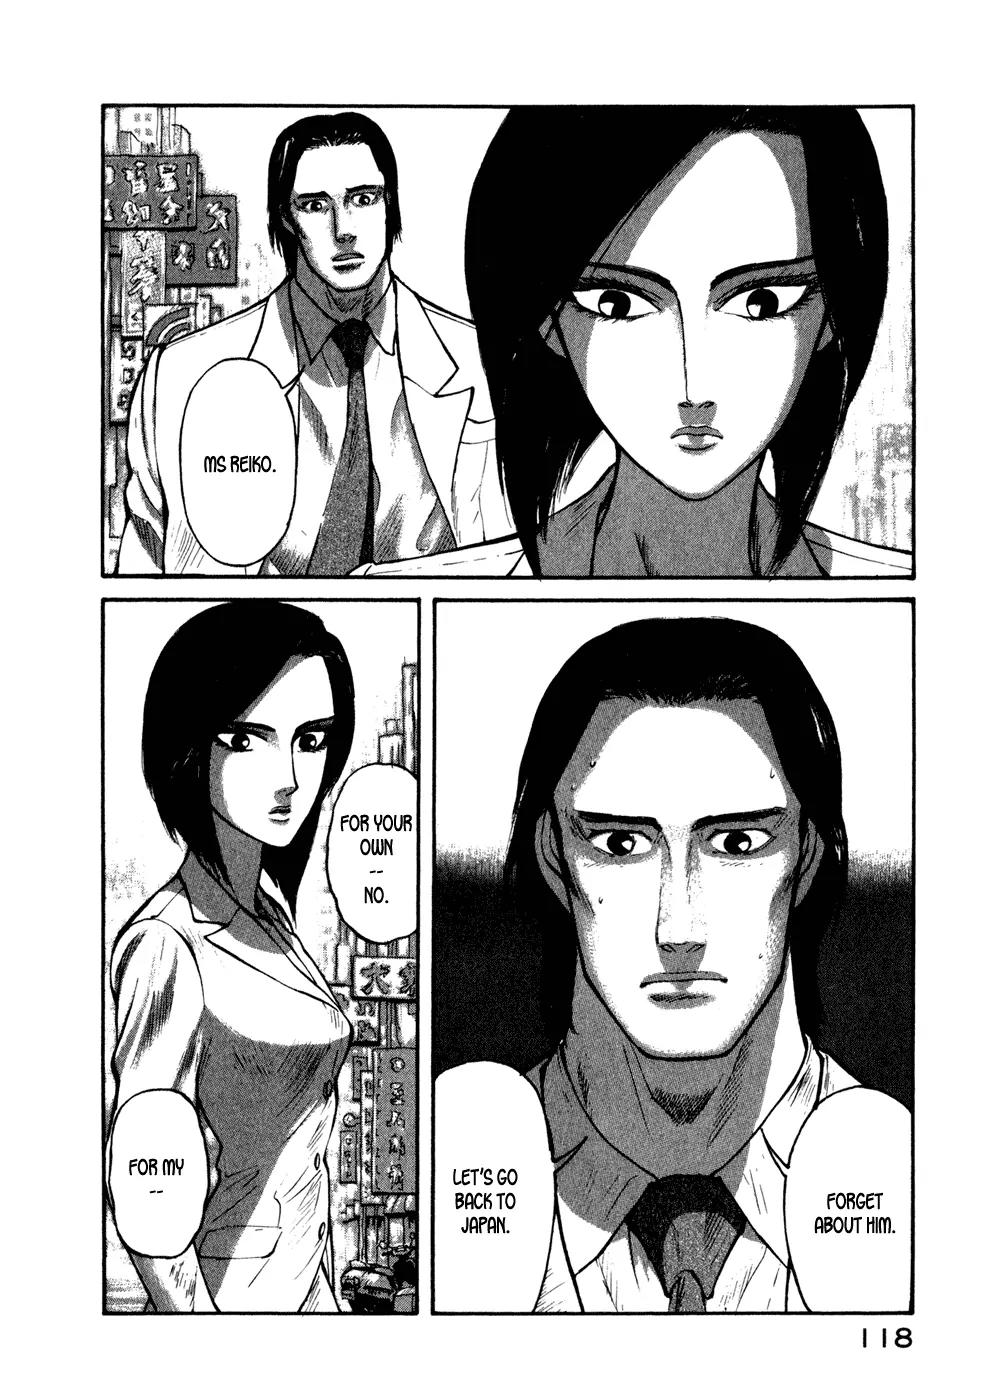 MS REIKO.
FORGET
ABOUT HIM.
LET'S GO
BACK TO
JAPAN.
FOR YOUR
OWN
--
NO.
FOR MY
--
118